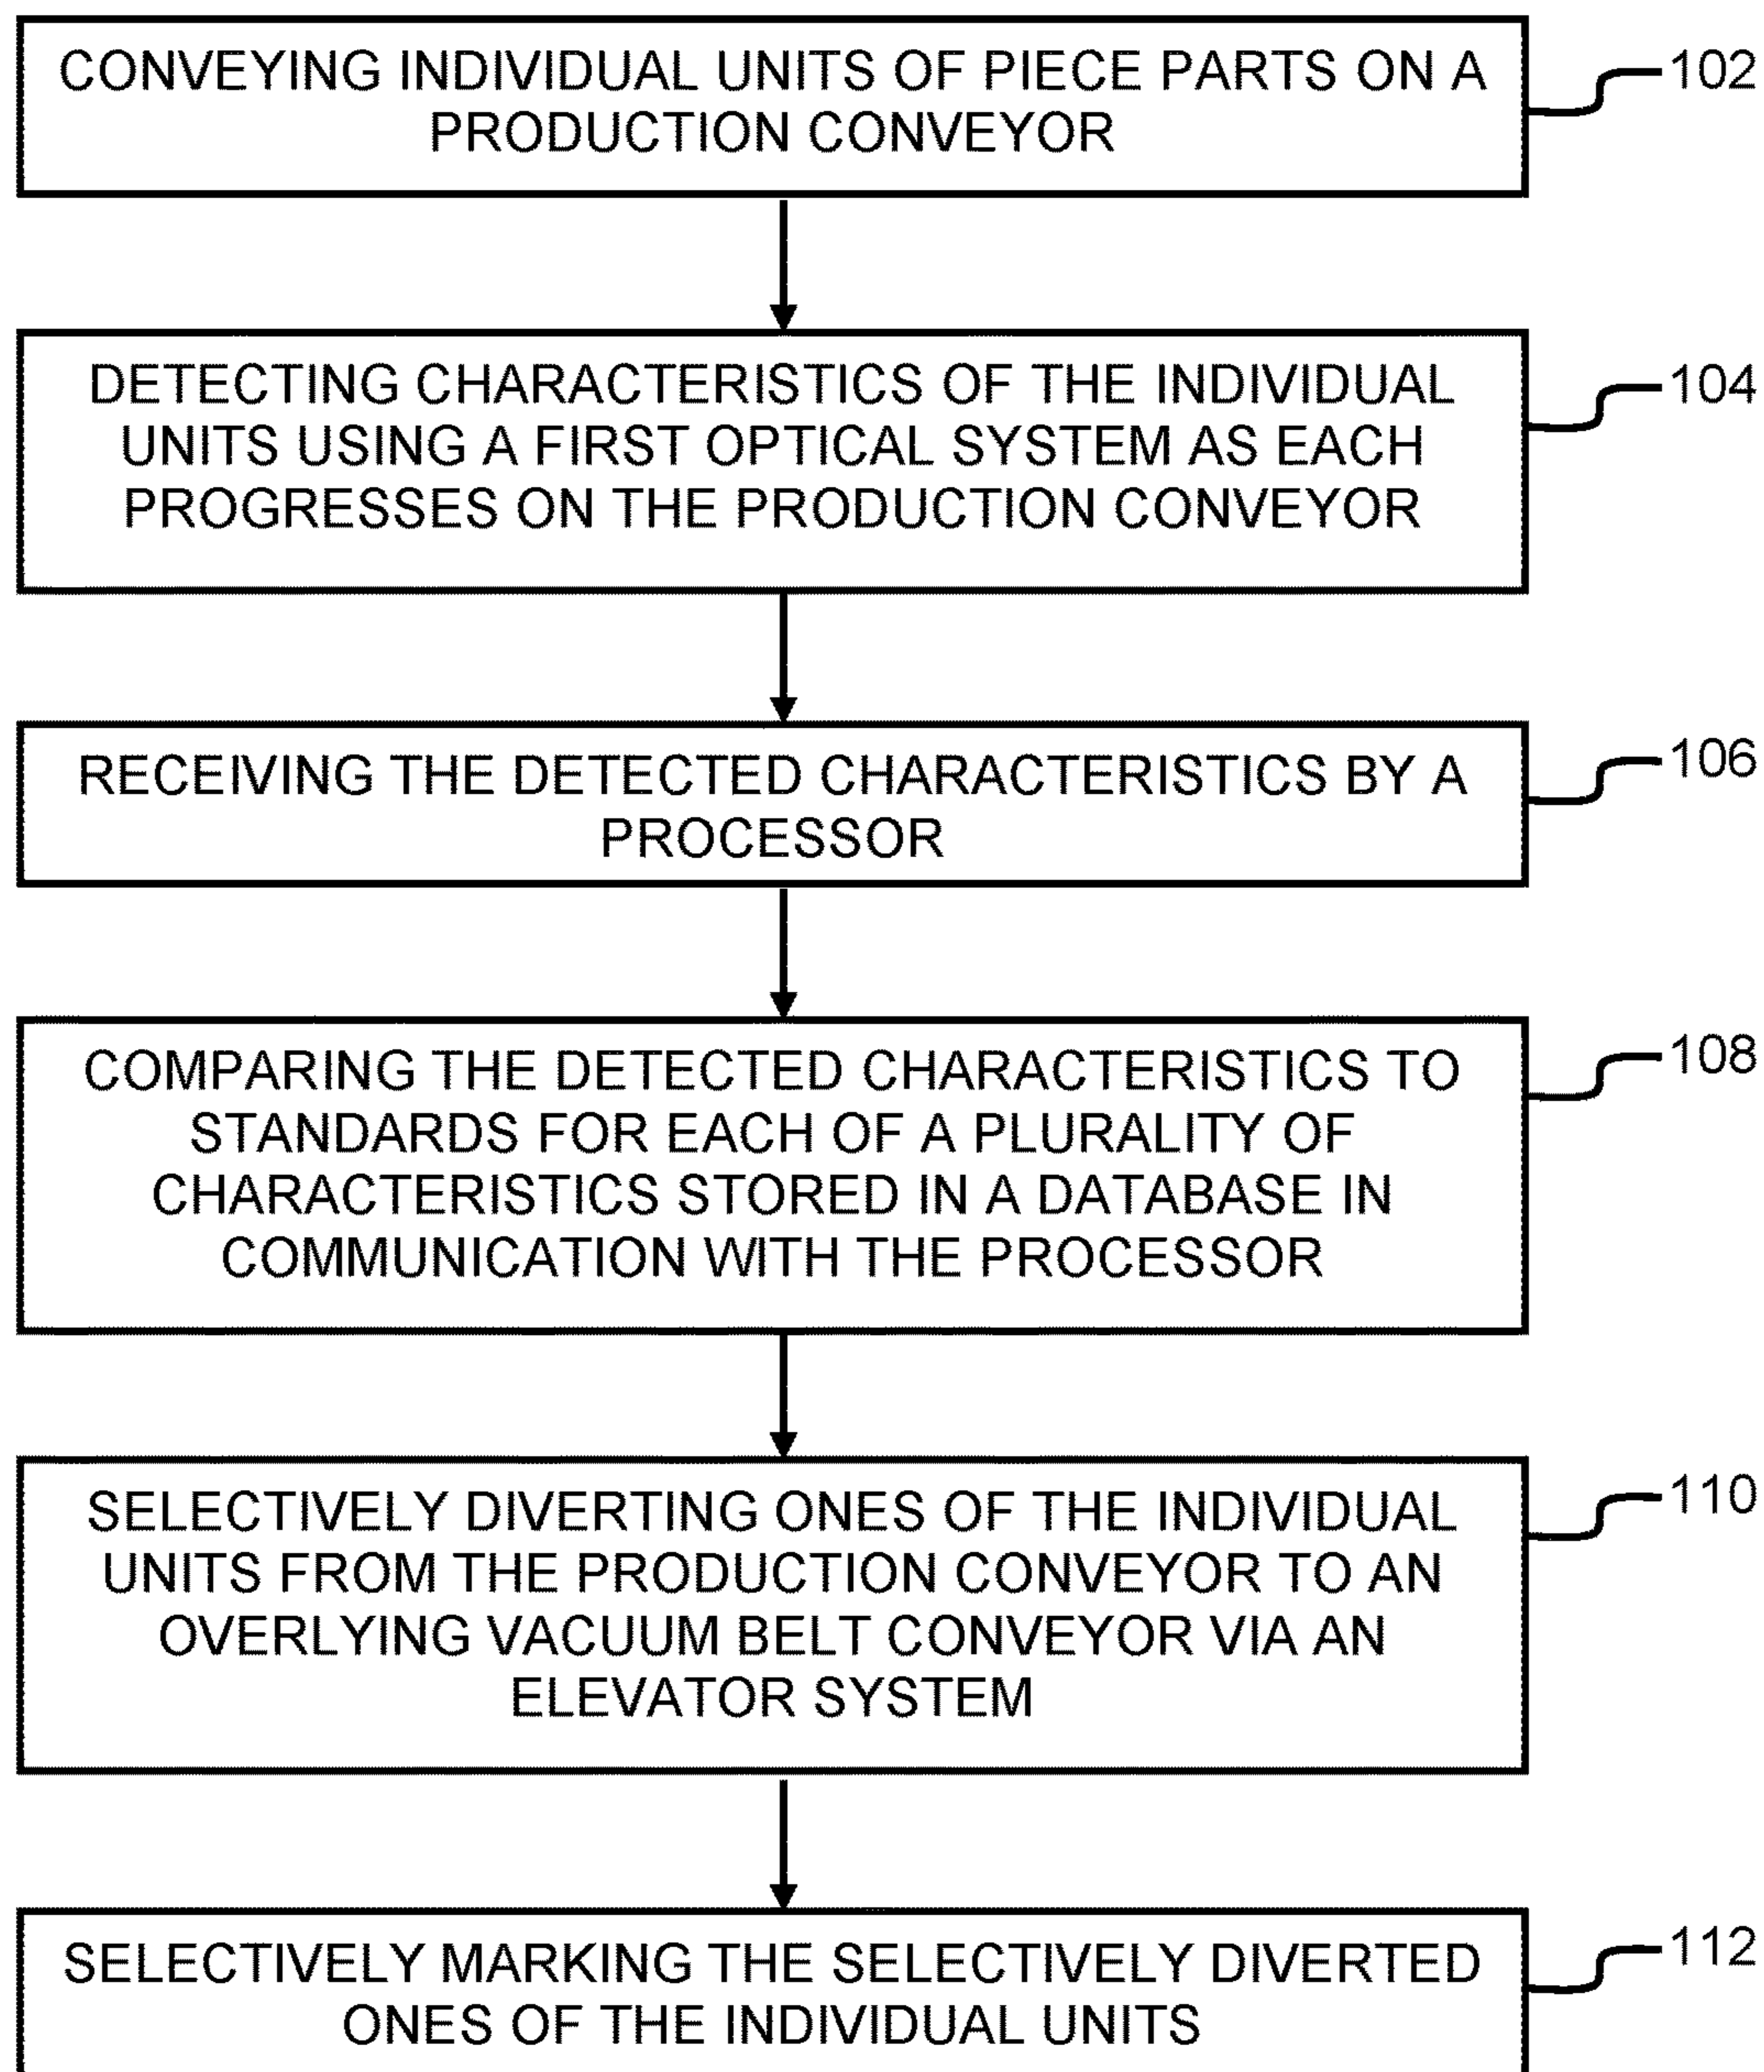 CONVEYING INDIVIDUAL UNITS OF PIECE PARTS ON A
PRODUCTION CONVEYOR
102
DETECTING CHARACTERISTICS OF THE INDIVIDUAL
UNITS USING A FIRST OPTICAL SYSTEM AS EACH
PROGRESSES ON THE PRODUCTION CONVEYOR
104
RECEIVING THE DETECTED CHARACTERISTICS BY A
PROCESSOR
106
COMPARING THE DETECTED CHARACTERISTICS TO
STANDARDS FOR EACH OF A PLURALITY OF
CHARACTERISTICS STORED IN A DATABASE IN
COMMUNICATION WITH THE PROCESSOR
108
SELECTIVELY DIVERTING ONES OF THE INDIVIDUAL
UNITS FROM THE PRODUCTION CONVEYOR TO AN
OVERLYING VACUUM BELT CONVEYOR VIA AN
ELEVATOR SYSTEM
110
SELECTIVELY MARKING THE SELECTIVELY DIVERTED
ONES OF THE INDIVIDUAL UNITS
112